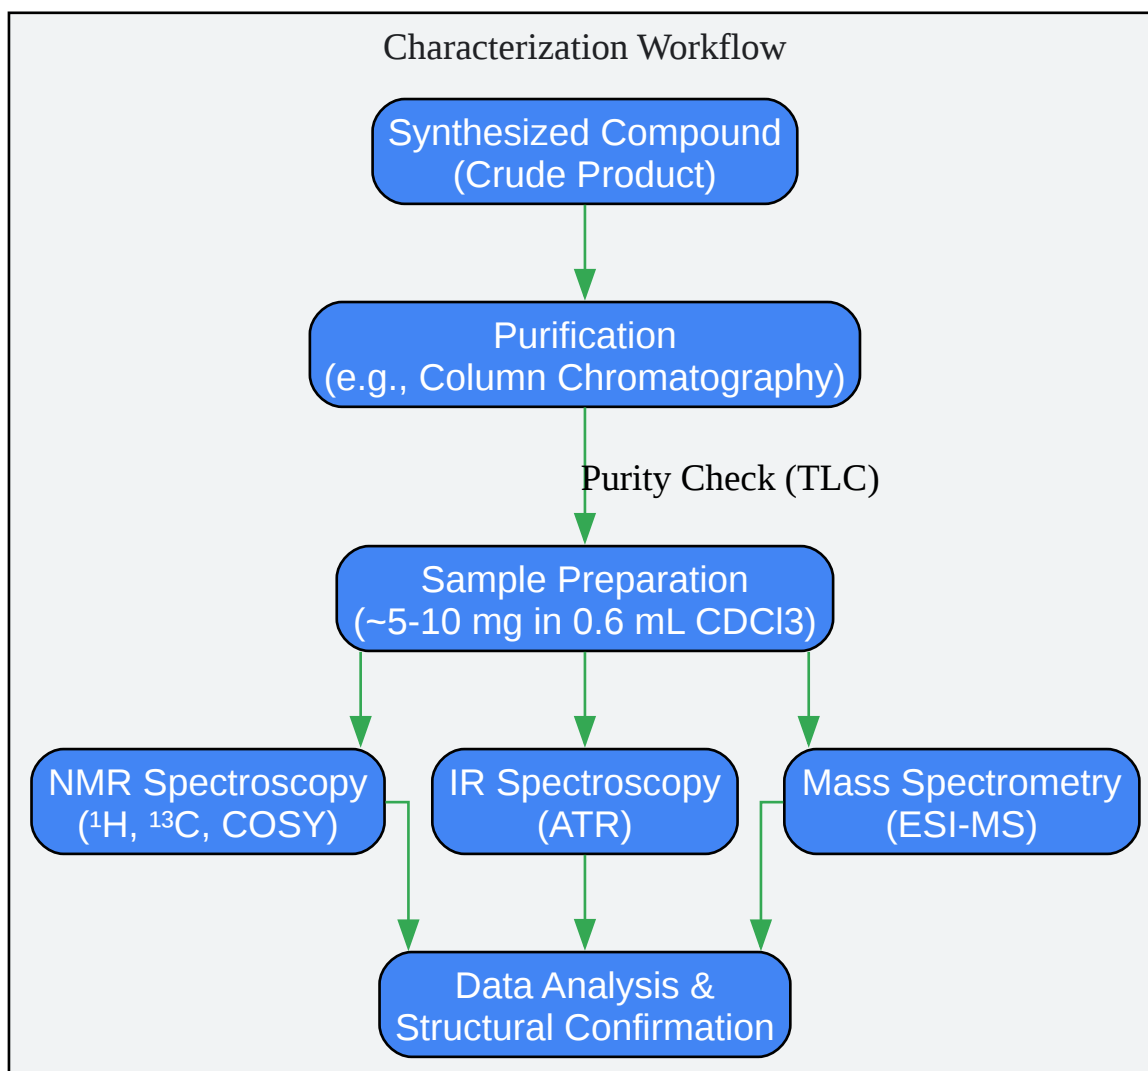 Characterization Workflow
Synthesized Compound
(Crude Product)
Purification
(e.g., Column Chromatography)
Purity Check (TLC)
Sample Preparation
(~5-10 mg in 0.6 mL CDCl3)
NMR Spectroscopy
(¹H, ¹³C, COSY)
IR Spectroscopy
(ATR)
Mass Spectrometry
(ESI-MS)
Data Analysis &
Structural Confirmation